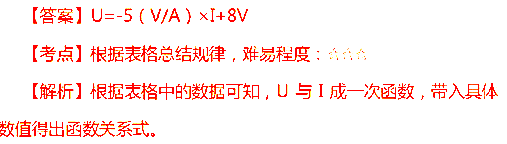 【答案】U=-5（V/A）×I+8V
【考点】根据表格总结规律，难易程度：☆☆☆
【解析】根据表格中的数据可知，U 与 I 成一次函数，带入具体
数值得出函数关系式。